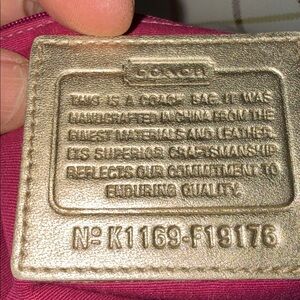 COACH
THIS IS A COACH BAG. IT WAS
HANDCRAFTED IN CHINA FROM THE
FINEST MATERIALS AND LEATHER.
ITS SUPERIOR CRAFTSMANSHIP
REFLECTS OUR COMMITMENT TO
ENDURING QUALITY.
Nº K1169-F19176